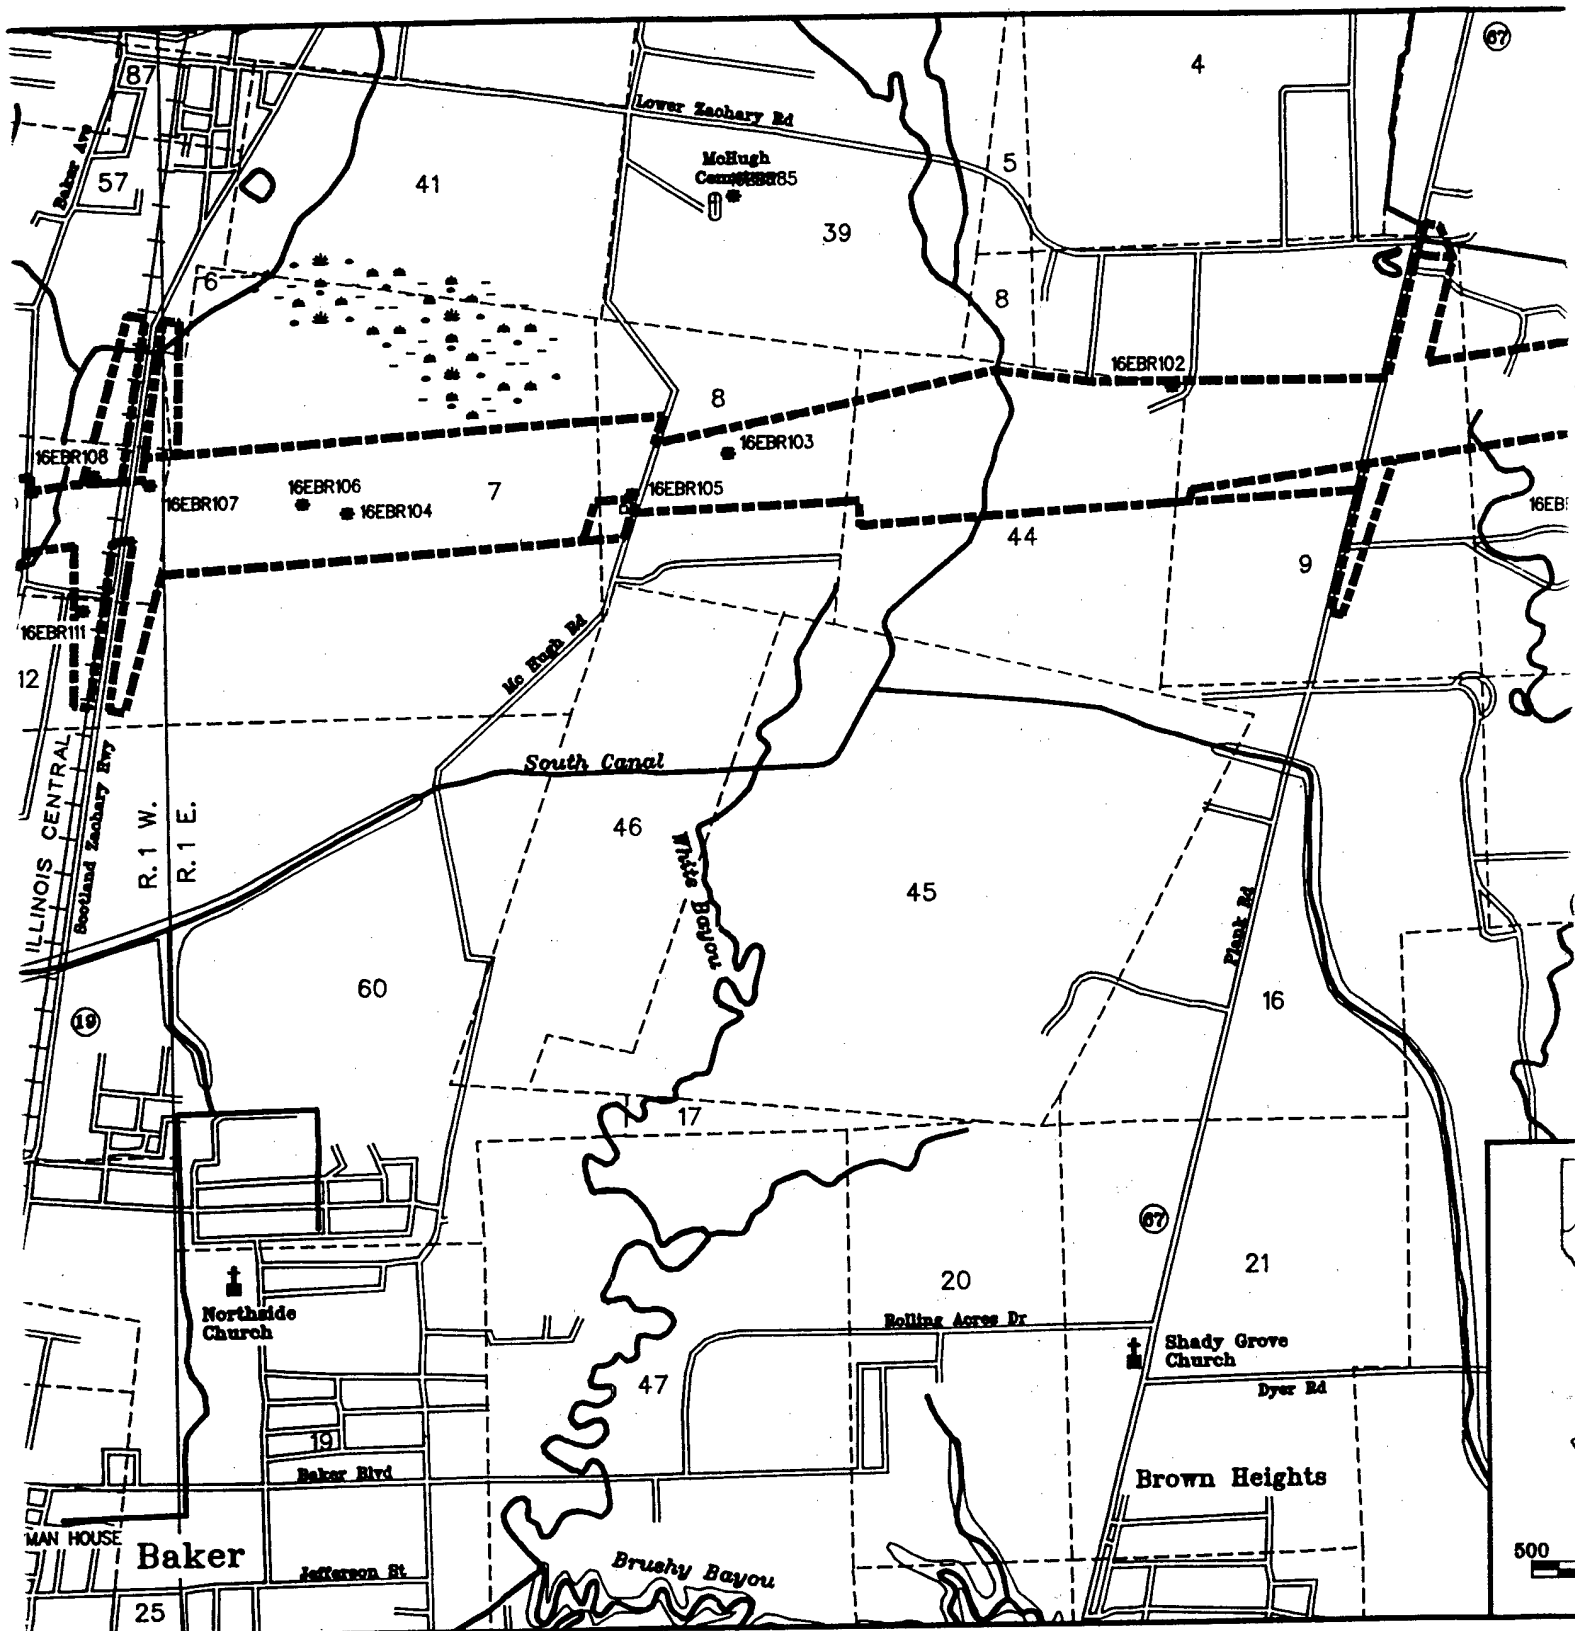 67
4
87
Lower Zachary Rd
Baker Ave
McHugh
5
57
41
39
6
8
16EBR102
8
16EBR103
16EBR108
16EBR106
7
16EBR105
16EBR107
16EBR104
44
9
16EBR111
12
Mc Hugh Rd
South Canal
ILLINOIS CENTRAL
Scotland Zachary Hwy
R. 1 W.
R. 1 E.
46
White Bayou
45
Plank Rd
60
16
19
17
67
20
21
Northside
Church
Rolling Acres Dr
Shady Grove
Church
47
Dyer Rd
19
Baker Blvd
Brown Heights
MAN HOUSE
Baker
Jefferson St
Brushy Bayou
500
25